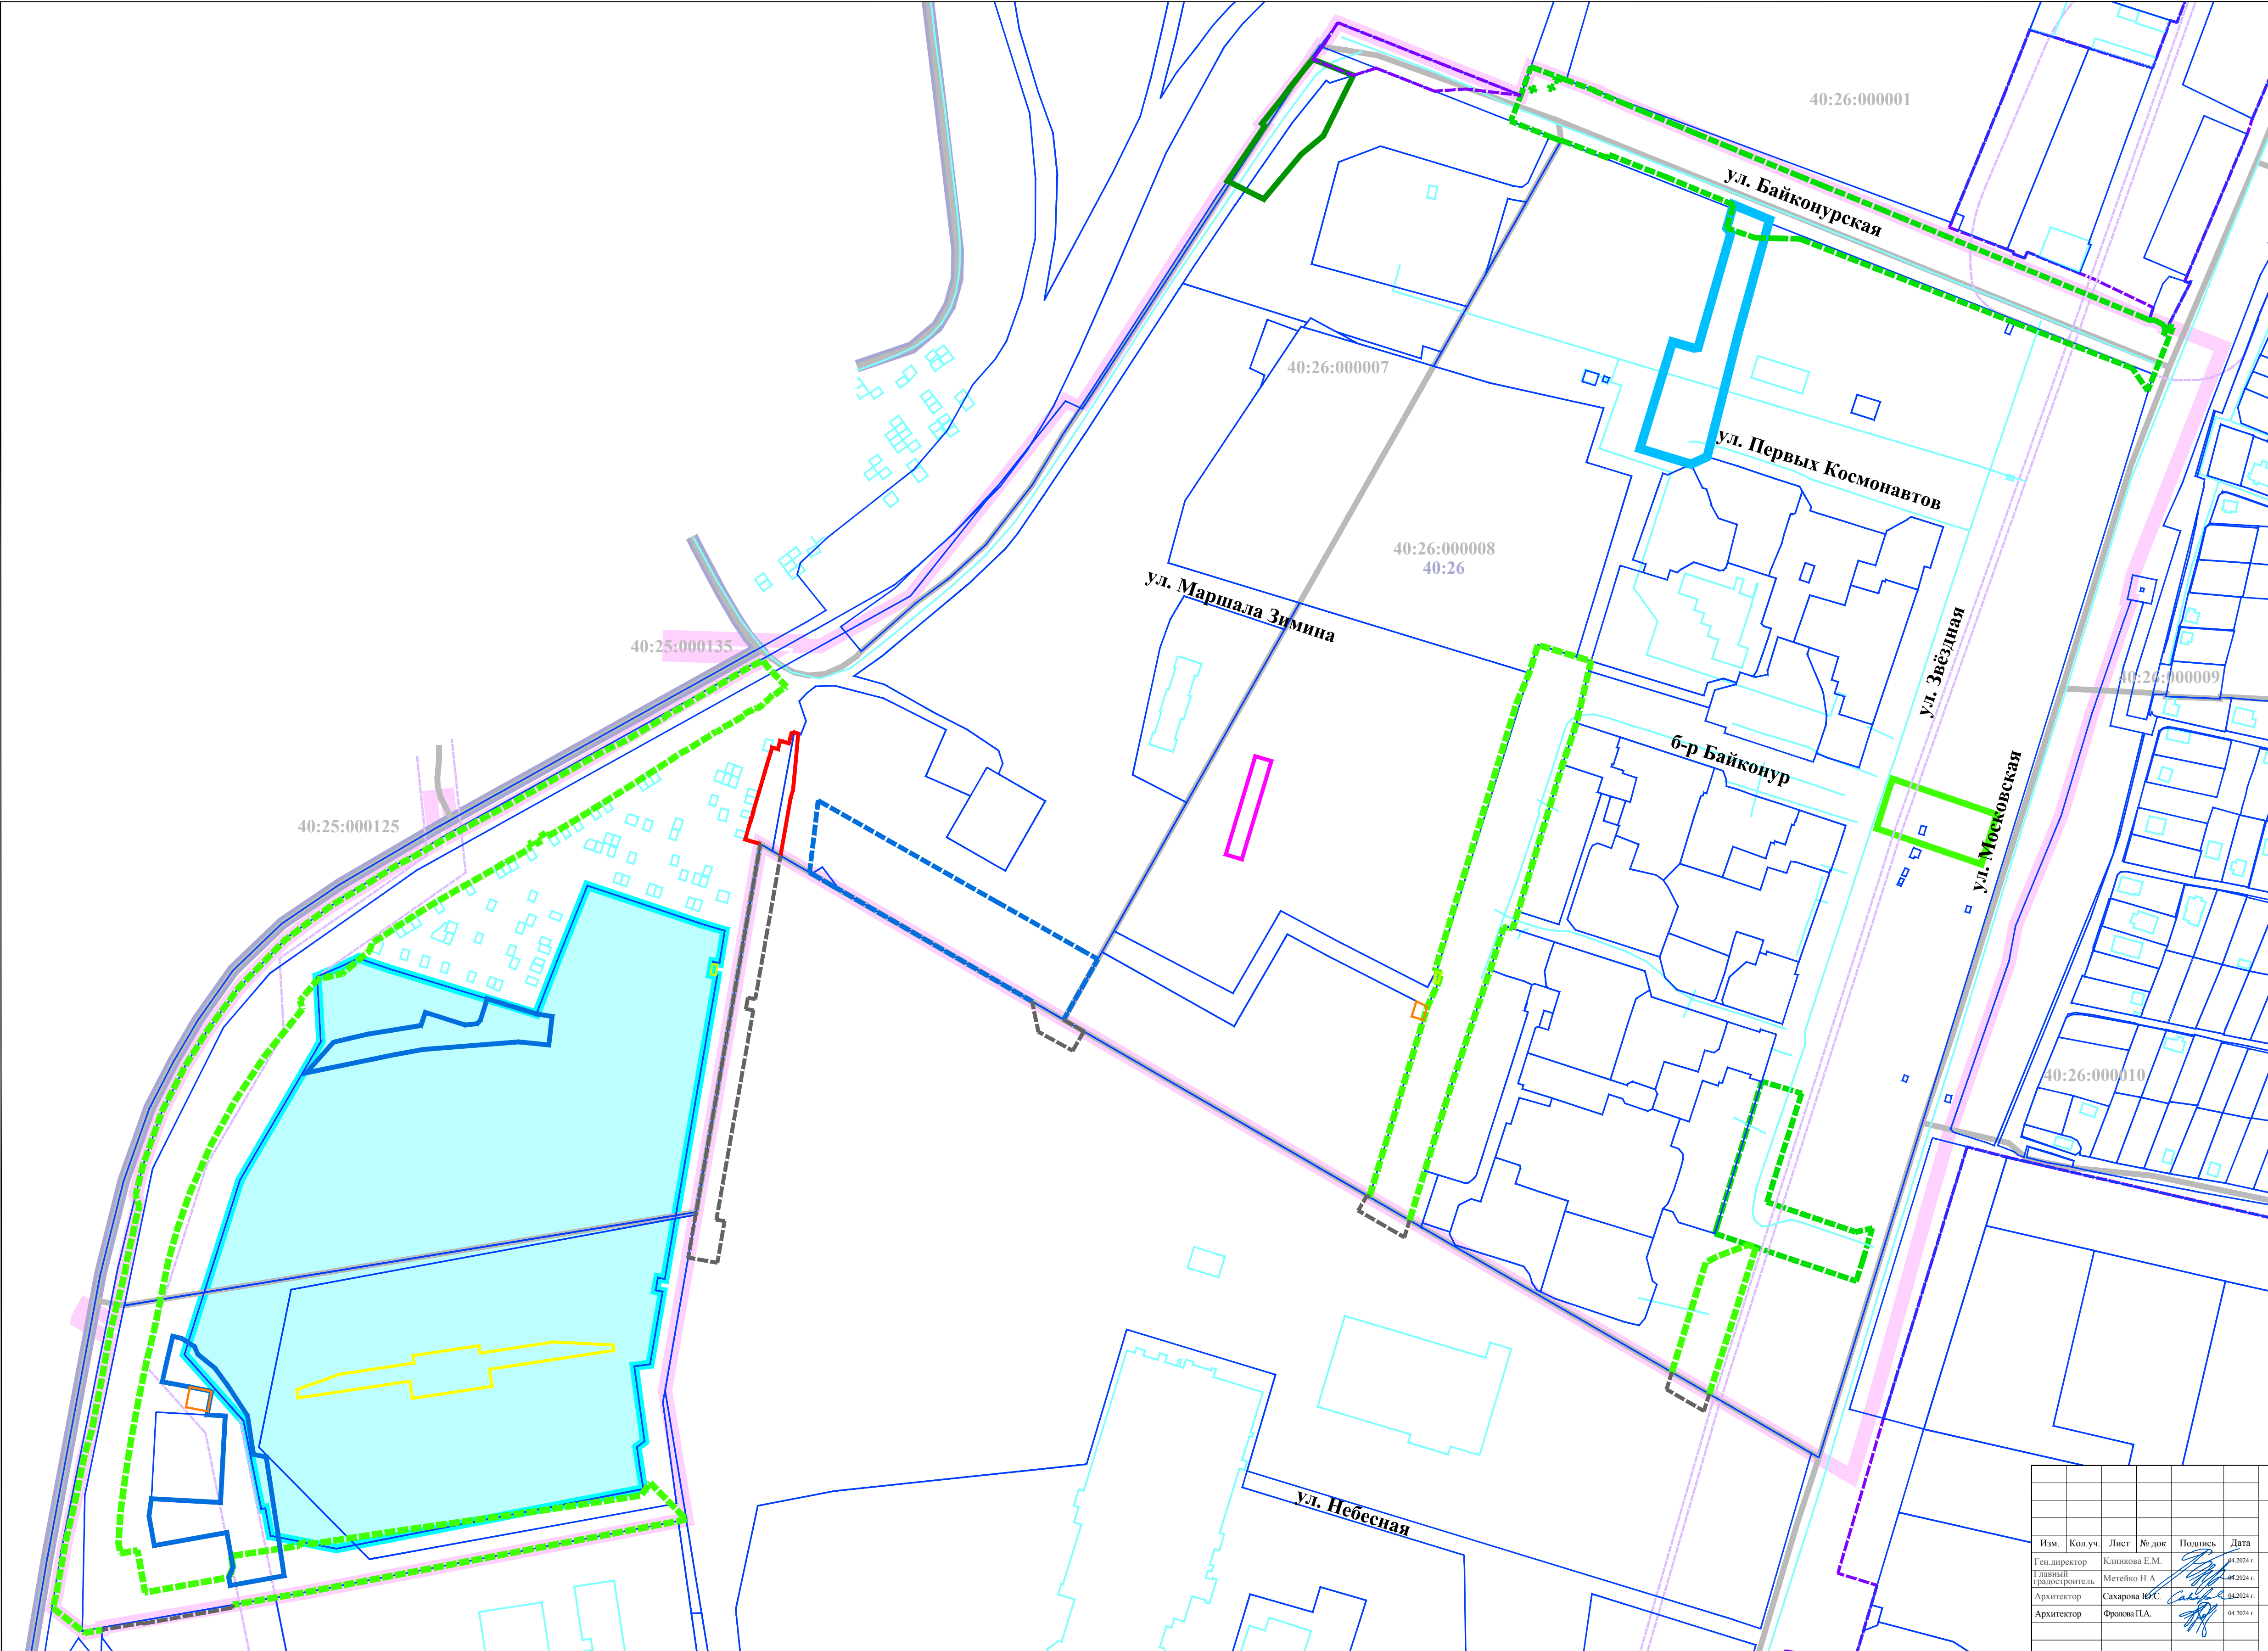 40:26:000001
ул. Байконурская
40:26:000007
ул. Первых Космонавтов
40:26:000008
40:26
ул. Маршала Зимина
40:25:000135
ул. Звёздная
40:26:000009
б-р Байконур
ул. Московская
40:25:000125
40:26:000010
ул. Небесная
Изм. Кол.уч. Лист № док Подпись Дата
Ген.директор Клинкова Е.М. 04.2024 г.
Главный градостроитель Метейко Н.А. 04.2024 г.
Архитектор Сахарова Ю.С. 04.2024 г.
Архитектор Фролова П.А. 04.2024 г.